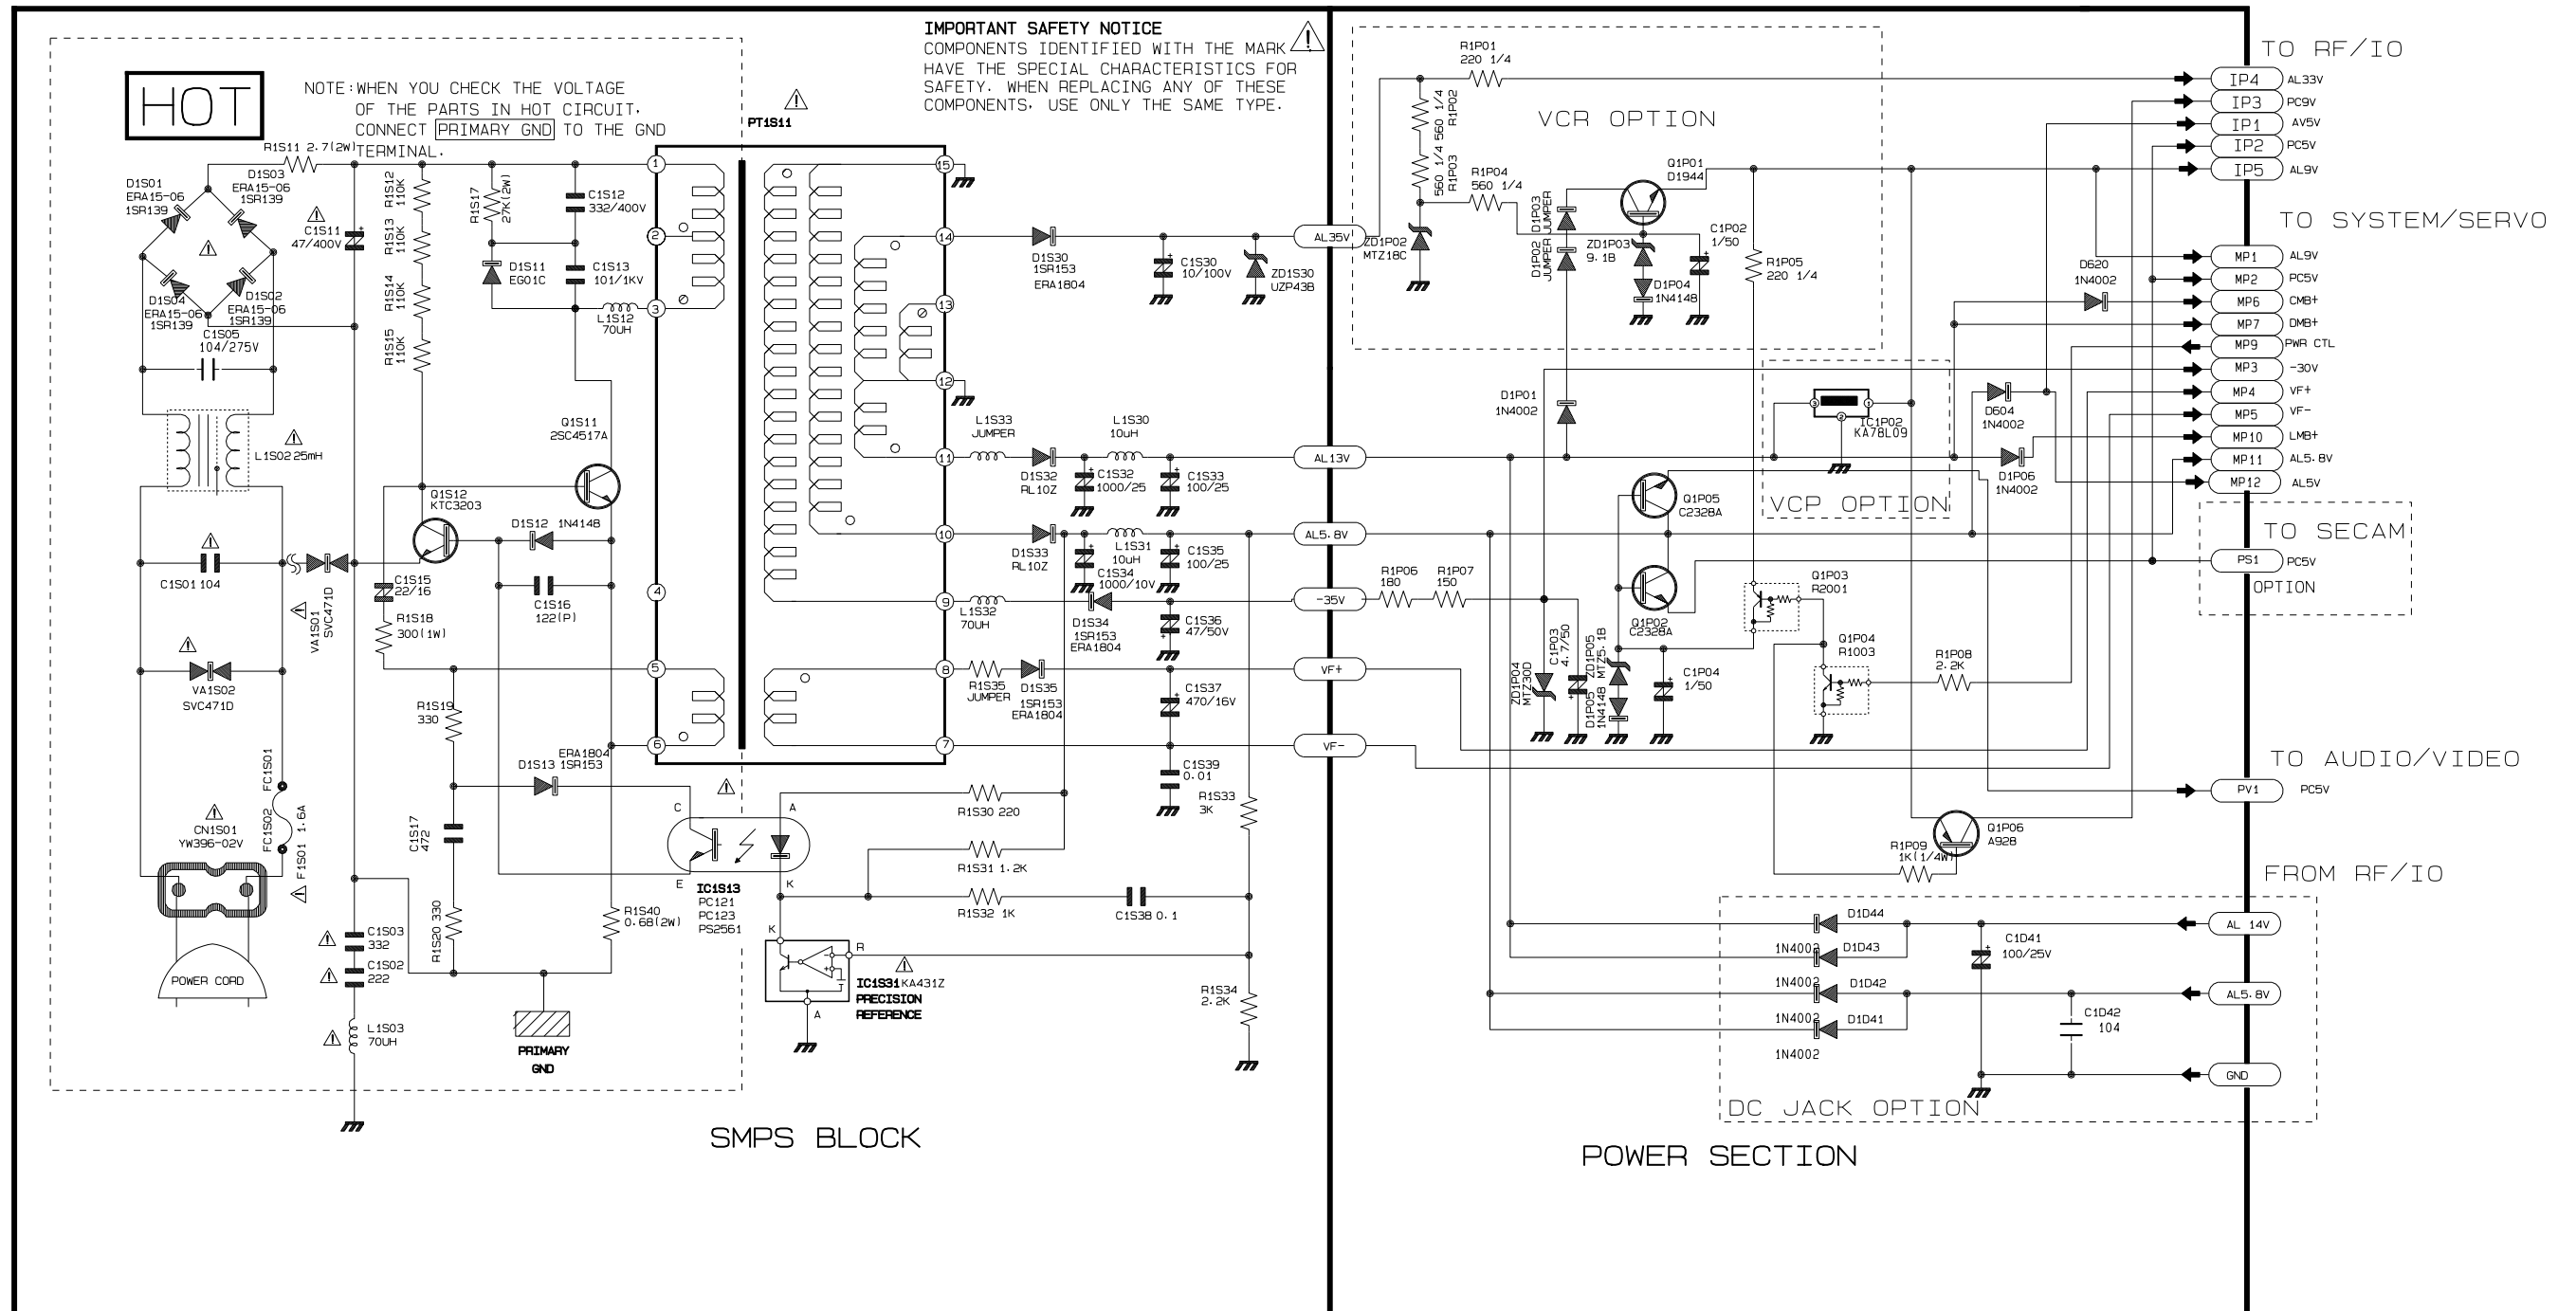 IMPORTANT SAFETY NOTICE
COMPONENTS IDENTIFIED WITH THE MARK
HAVE THE SPECIAL CHARACTERISTICS FOR
SAFETY. WHEN REPLACING ANY OF THESE
COMPONENTS, USE ONLY THE SAME TYPE.
HOT
NOTE:WHEN YOU CHECK THE VOLTAGE
OF THE PARTS IN HOT CIRCUIT,
CONNECT PRIMARY GND TO THE GND
TERMINAL.
PT1S11
R1S11 2.7(2W)
D1S01
ERA15-06
1SR139
D1S03
ERA15-06
1SR139
D1S04
ERA15-06
1SR139
D1S02
ERA15-06
1SR139
C1S11
47/400V
C1S05
104/275V
R1S12
110K
R1S13
110K
R1S14
110K
R1S15
110K
R1S17
27K(2W)
C1S12
332/400V
D1S11
EG01C
C1S13
101/1KV
L1S12
70UH
Q1S11
2SC4517A
L1S02 25mH
Q1S12
KTC3203
D1S12 1N4148
C1S01 104
VA1S01
SVC471D
C1S15
22/16
C1S16
122(P)
R1S18
300(1W)
VA1S02
SVC471D
R1S19
330
ERA1804
D1S13 1SR153
FC1S01
FC1S02
F1S01 1.6A
CN1S01
YW396-02V
POWER CORD
C1S17
472
R1S20 330
R1S40
0.68(2W)
C1S03
332
C1S02
222
L1S03
70UH
PRIMARY
GND
1
2
3
4
5
6
15
14
13
12
11
10
9
8
7
C
E
A
K
IC1S13
PC121
PC123
PS2561
K
R
A
IC1S31 KA431Z
PRECISION
REFERENCE
D1S30
1SR153
ERA1804
C1S30
10/100V
ZD1S30
UZP43B
L1S33
JUMPER
L1S30
10uH
D1S32
RL10Z
C1S32
1000/25
C1S33
100/25
D1S33
RL10Z
L1S31
10uH
C1S34
1000/10V
C1S35
100/25
L1S32
70UH
D1S34
1SR153
ERA1804
C1S36
47/50V
R1S35
JUMPER
D1S35
1SR153
ERA1804
C1S37
470/16V
C1S39
0.01
R1S30 220
R1S31 1.2K
R1S32 1K
C1S38 0.1
R1S33
3K
R1S34
2.2K
SMPS BLOCK
AL35V
AL13V
AL5.8V
-35V
VF+
VF-
R1P01
220 1/4
560 1/4
R1P02
560 1/4
R1P03
VCR OPTION
R1P04
560 1/4
Q1P01
D1944
ZD1P02
MTZ18C
D1P03
JUMPER
D1P02
JUMPER
ZD1P03
9.1B
D1P04
1N4148
C1P02
1/50
R1P05
220 1/4
D1P01
1N4002
3
1
2
IC1P02
KA78L09
VCP OPTION
D620
1N4002
D604
1N4002
D1P06
1N4002
Q1P05
C2328A
Q1P02
C2328A
R1P06
180
R1P07
150
ZD1P04
MTZ30D
C1P03
4.7/50
ZD1P05
MTZ5.1B
D1P05
1N4148
C1P04
1/50
Q1P03
R2001
Q1P04
R1003
R1P08
2.2K
Q1P06
A928
R1P09
1K(1/4W)
D1D44
1N4002
D1D43
1N4002
D1D42
1N4002
D1D41
1N4002
C1D41
100/25V
C1D42
104
DC JACK OPTION
POWER SECTION
TO RF/IO
IP4 AL33V
IP3 PC9V
IP1 AV5V
IP2 PC5V
IP5 AL9V
TO SYSTEM/SERVO
MP1 AL9V
MP2 PC5V
MP6 CMB+
MP7 DMB+
MP9 PWR CTL
MP3 -30V
MP4 VF+
MP5 VF-
MP10 LMB+
MP11 AL5.8V
MP12 AL5V
TO SECAM
PS1 PC5V
OPTION
TO AUDIO/VIDEO
PV1 PC5V
FROM RF/IO
AL 14V
AL5.8V
GND